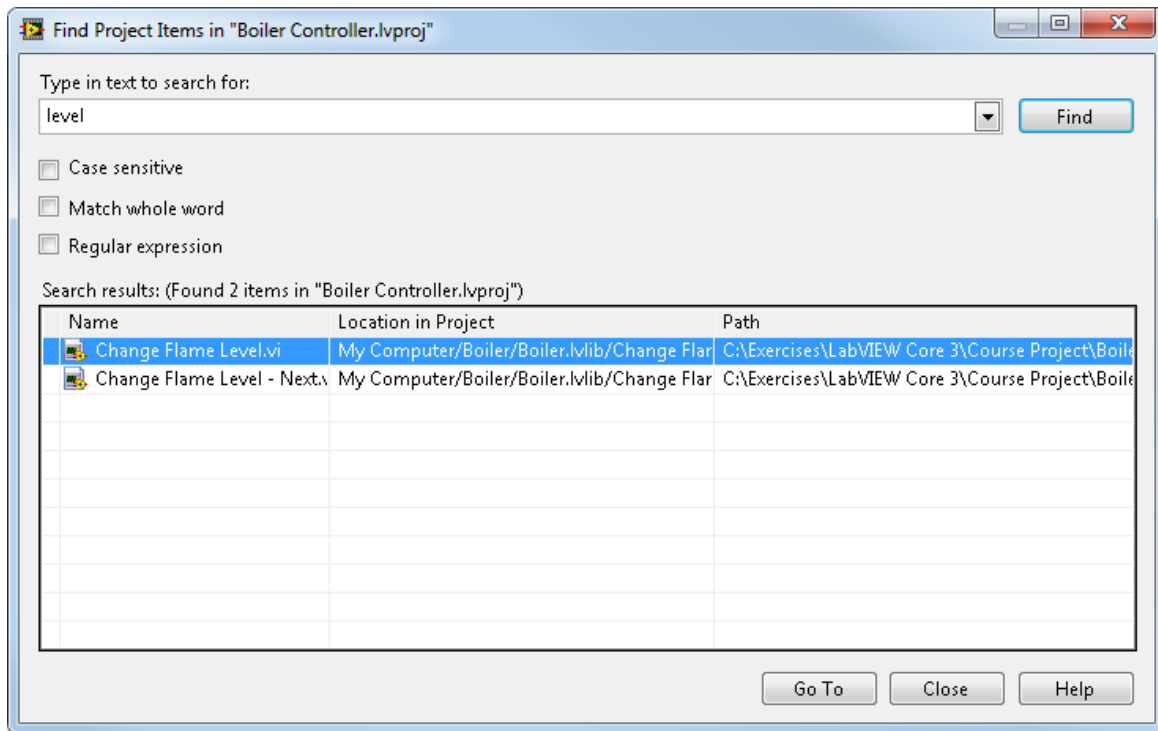 Find Project Items in "Boiler Controller.lvproj"
Type in text to search for:
level
Find
Case sensitive
Match whole word
Regular expression
Search results: (Found 2 items in "Boiler Controller.lvproj")
Name Location in Project Path
Change Flame Level.vi My Computer/Boiler/Boiler.lvlib/Change Flar C:\Exercises\LabVIEW Core 3\Course Project\Boile
Change Flame Level - Next.v My Computer/Boiler/Boiler.lvlib/Change Flar C:\Exercises\LabVIEW Core 3\Course Project\Boile
Go To Close Help